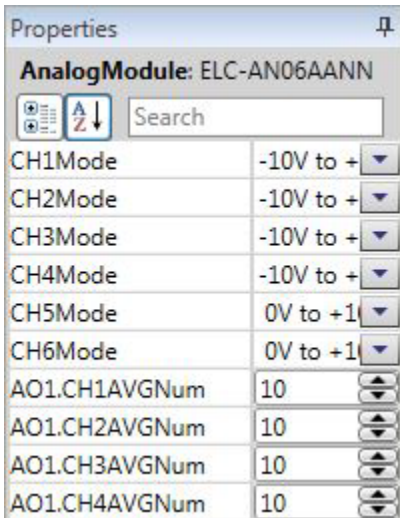 Properties
AnalogModule: ELC-AN06AANN
A Z Search
CH1Mode -10V to +
CH2Mode -10V to +
CH3Mode -10V to +
CH4Mode -10V to +
CH5Mode 0V to +1
CH6Mode 0V to +1
AO1.CH1AVGNum 10
AO1.CH2AVGNum 10
AO1.CH3AVGNum 10
AO1.CH4AVGNum 10